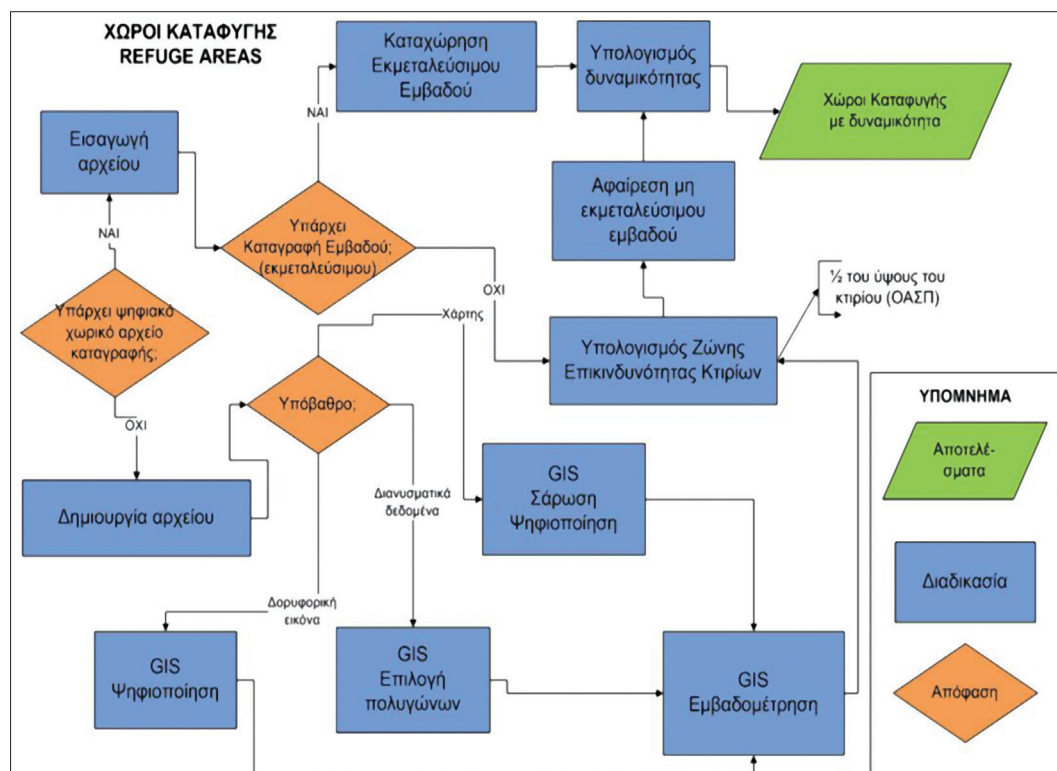 ΧΩΡΟΙ ΚΑΤΑΦΥΓΗΣ
REFUGE AREAS
Καταχώρηση
Εκμεταλεύσιμου
Εμβαδού
Υπολογισμός
δυναμικότητας
Χώροι Καταφυγής
με δυναμικότητα
ΝΑΙ
Εισαγωγή
αρχείου
Αφαίρεση μη
εκμεταλεύσιμου
εμβαδού
Υπάρχει
Καταγραφή Εμβαδού;
(εκμεταλεύσιμου)
ΝΑΙ
ΟΧΙ
½ του ύψους του
κτιρίου (ΟΑΣΠ)
Υπάρχει ψηφιακό
χωρικό αρχείο
καταγραφής;
Χάρτης
Υπολογισμός Ζώνης
Επικινδυνότητας Κτιρίων
Υπόβαθρο;
ΟΧΙ
ΥΠΟΜΝΗΜΑ
Αποτελέ-
σματα
GIS
Σάρωση
Ψηφιοποίηση
Διανυσματικά
δεδομένα
Δημιουργία αρχείου
Διαδικασία
Δορυφορική
εικόνα
GIS
Ψηφιοποίηση
GIS
Επιλογή
πολυγώνων
GIS
Εμβαδομέτρηση
Απόφαση